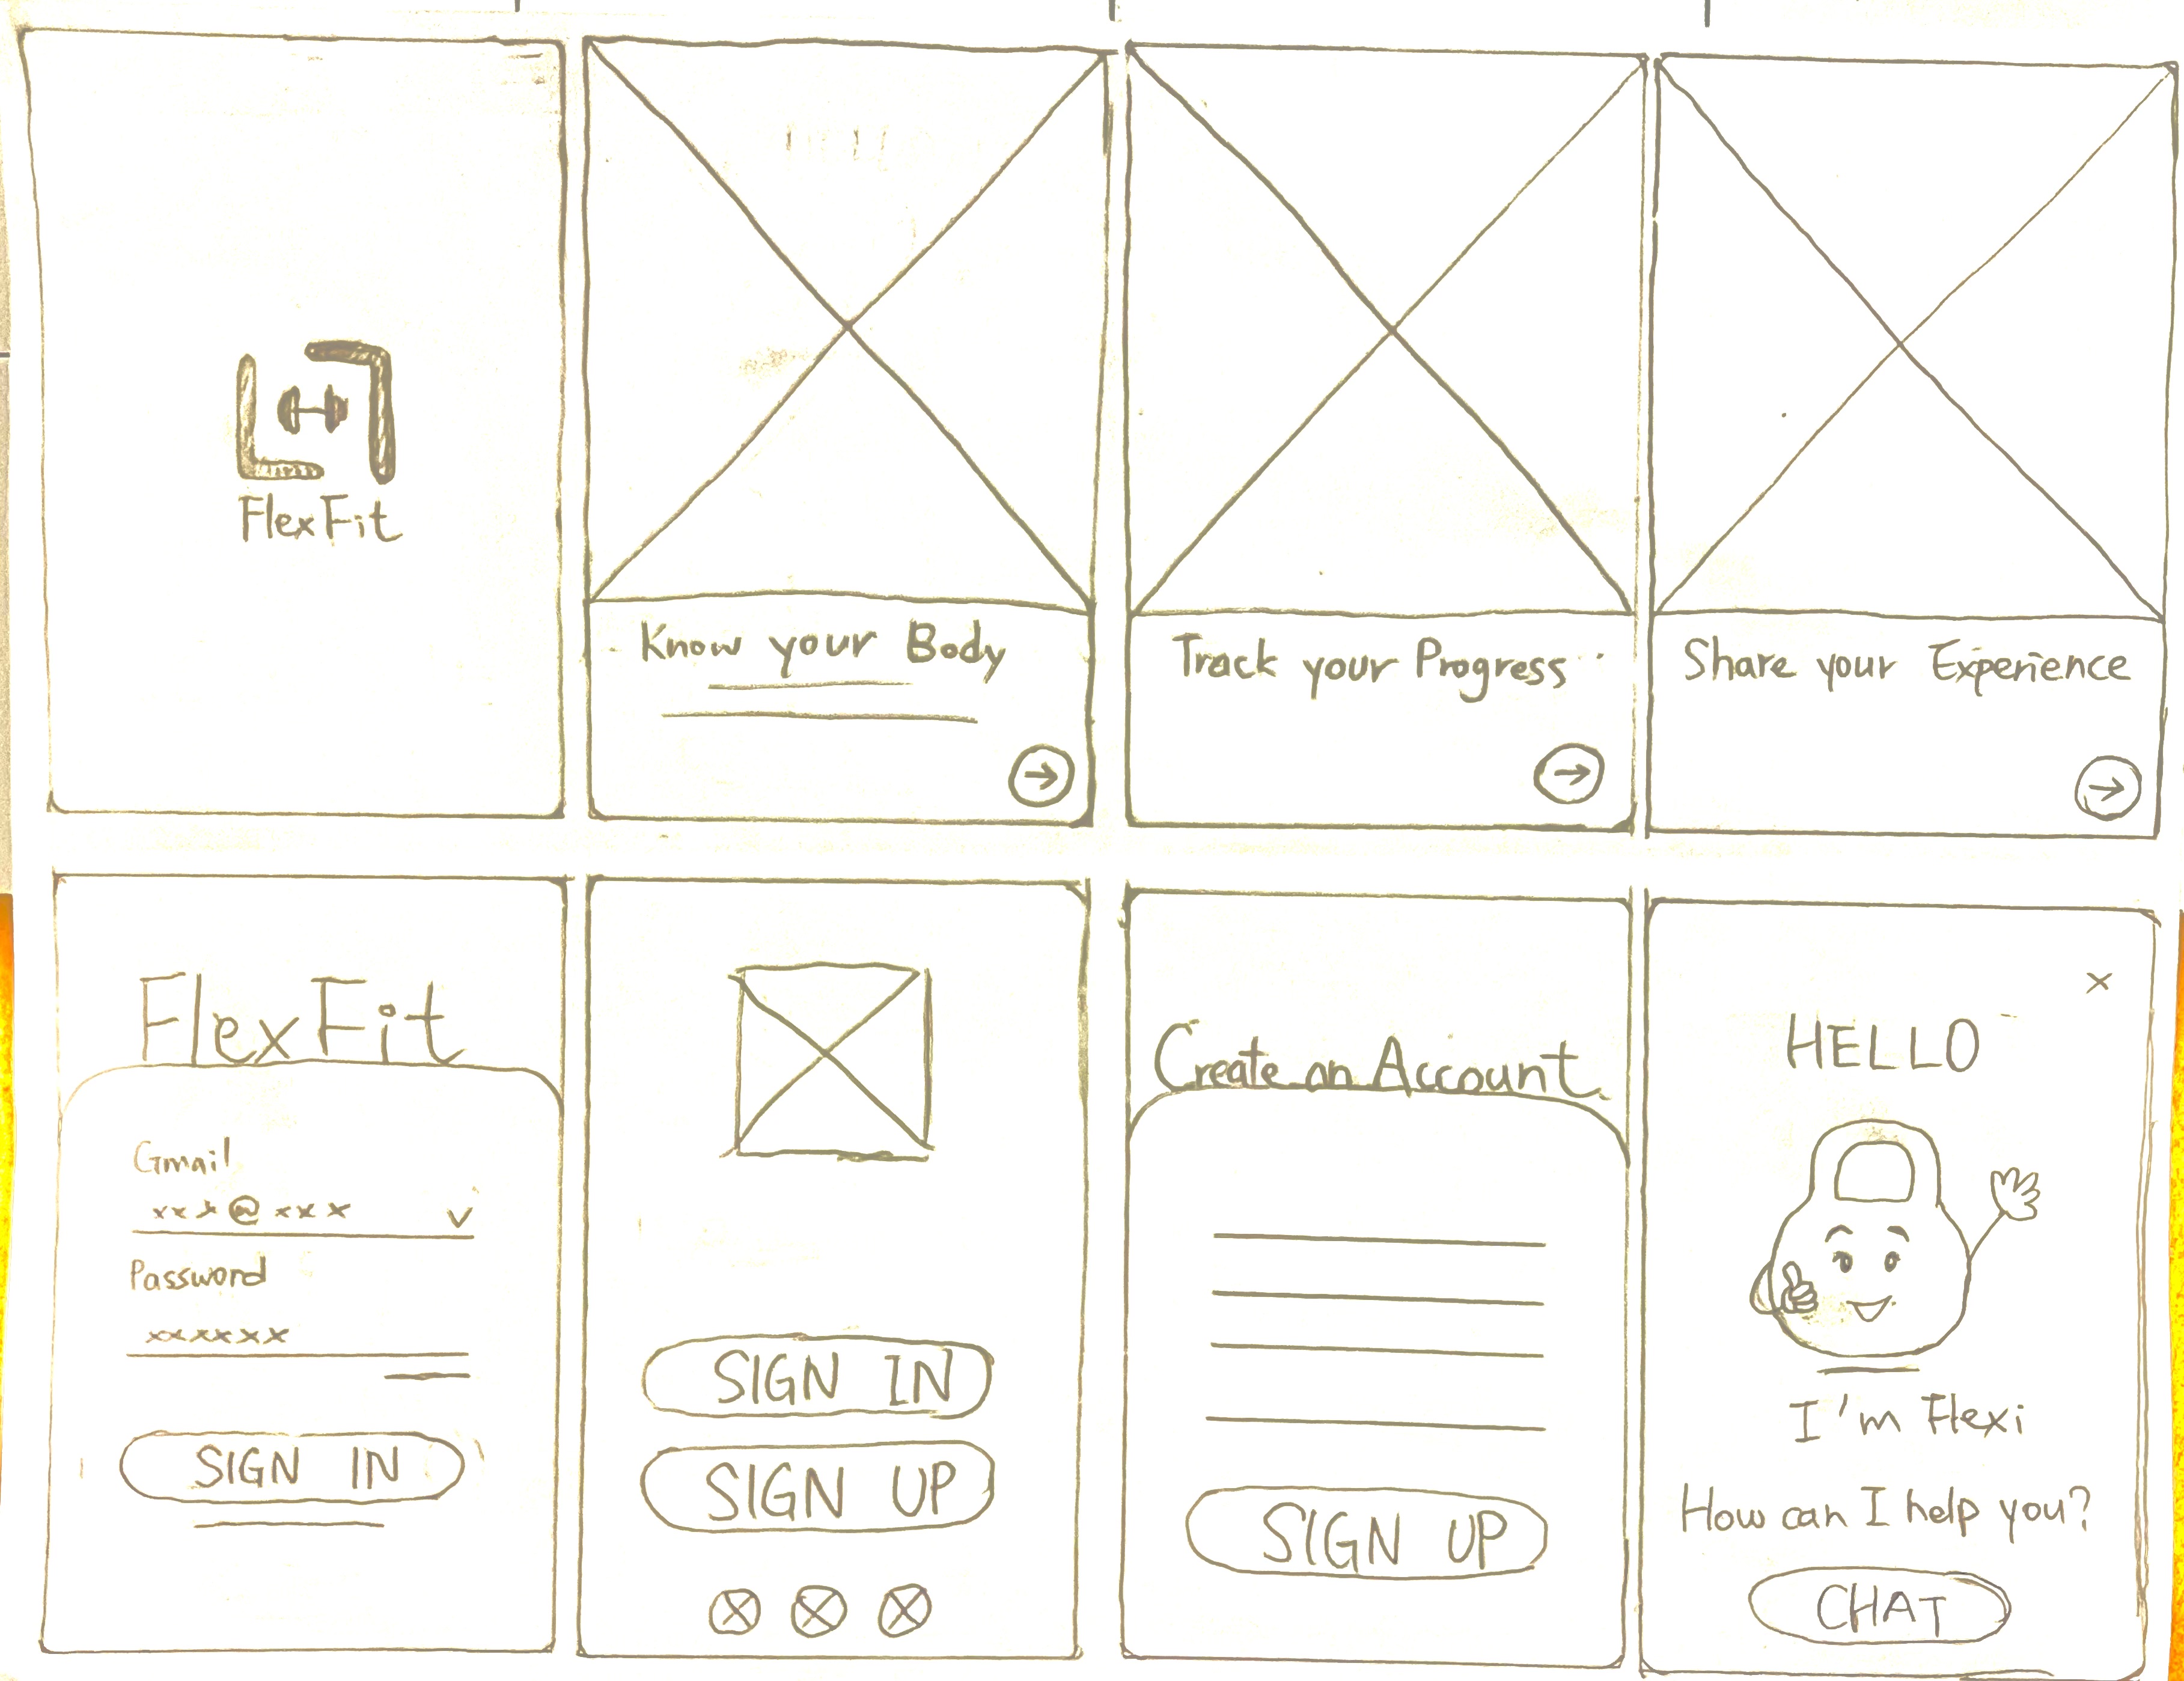 FlexFit
Know your Body
Track your Progress
Share your Experience
FlexFit
Gmail
xxx@xxx
Password
xxxxxx
SIGN IN
SIGN IN
SIGN UP
Create an Account
SIGN UP
x
HELLO
I'm Flexi
How can I help you?
CHAT